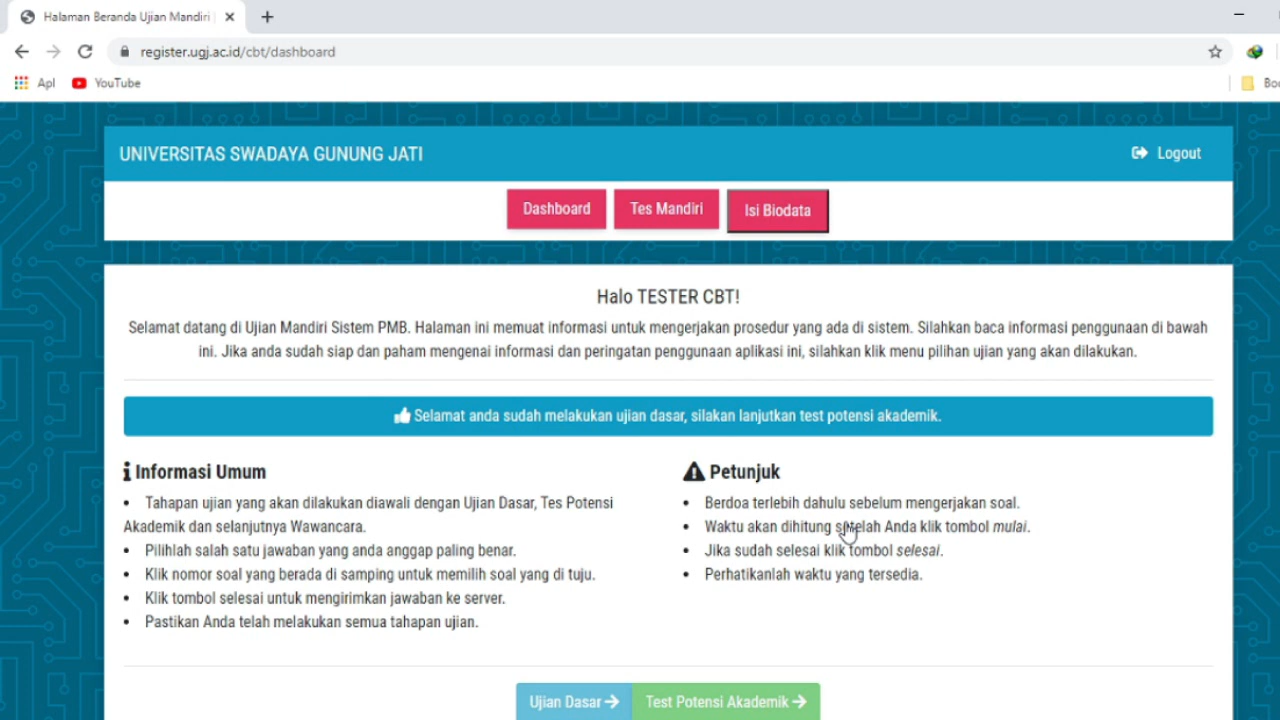 Halaman Beranda Ujian Mandiri
register.ugj.ac.id/cbt/dashboard
Apl YouTube
UNIVERSITAS SWADAYA GUNUNG JATI Logout
Dashboard Tes Mandiri Isi Biodata
Halo TESTER CBT!
Selamat datang di Ujian Mandiri Sistem PMB. Halaman ini memuat informasi untuk mengerjakan prosedur yang ada di sistem. Silahkan baca informasi penggunaan di bawah
ini. Jika anda sudah siap dan paham mengenai informasi dan peringatan penggunaan aplikasi ini, silahkan klik menu pilihan ujian yang akan dilakukan.
Selamat anda sudah melakukan ujian dasar, silakan lanjutkan test potensi akademik.
Informasi Umum
• Tahapan ujian yang akan dilakukan diawali dengan Ujian Dasar, Tes Potensi
Akademik dan selanjutnya Wawancara.
• Pilihlah salah satu jawaban yang anda anggap paling benar.
• Klik nomor soal yang berada di samping untuk memilih soal yang di tuju.
• Klik tombol selesai untuk mengirimkan jawaban ke server.
• Pastikan Anda telah melakukan semua tahapan ujian.
Petunjuk
• Berdoa terlebih dahulu sebelum mengerjakan soal.
• Waktu akan dihitung setelah Anda klik tombol mulai.
• Jika sudah selesai klik tombol selesai.
• Perhatikanlah waktu yang tersedia.
Ujian Dasar Test Potensi Akademik